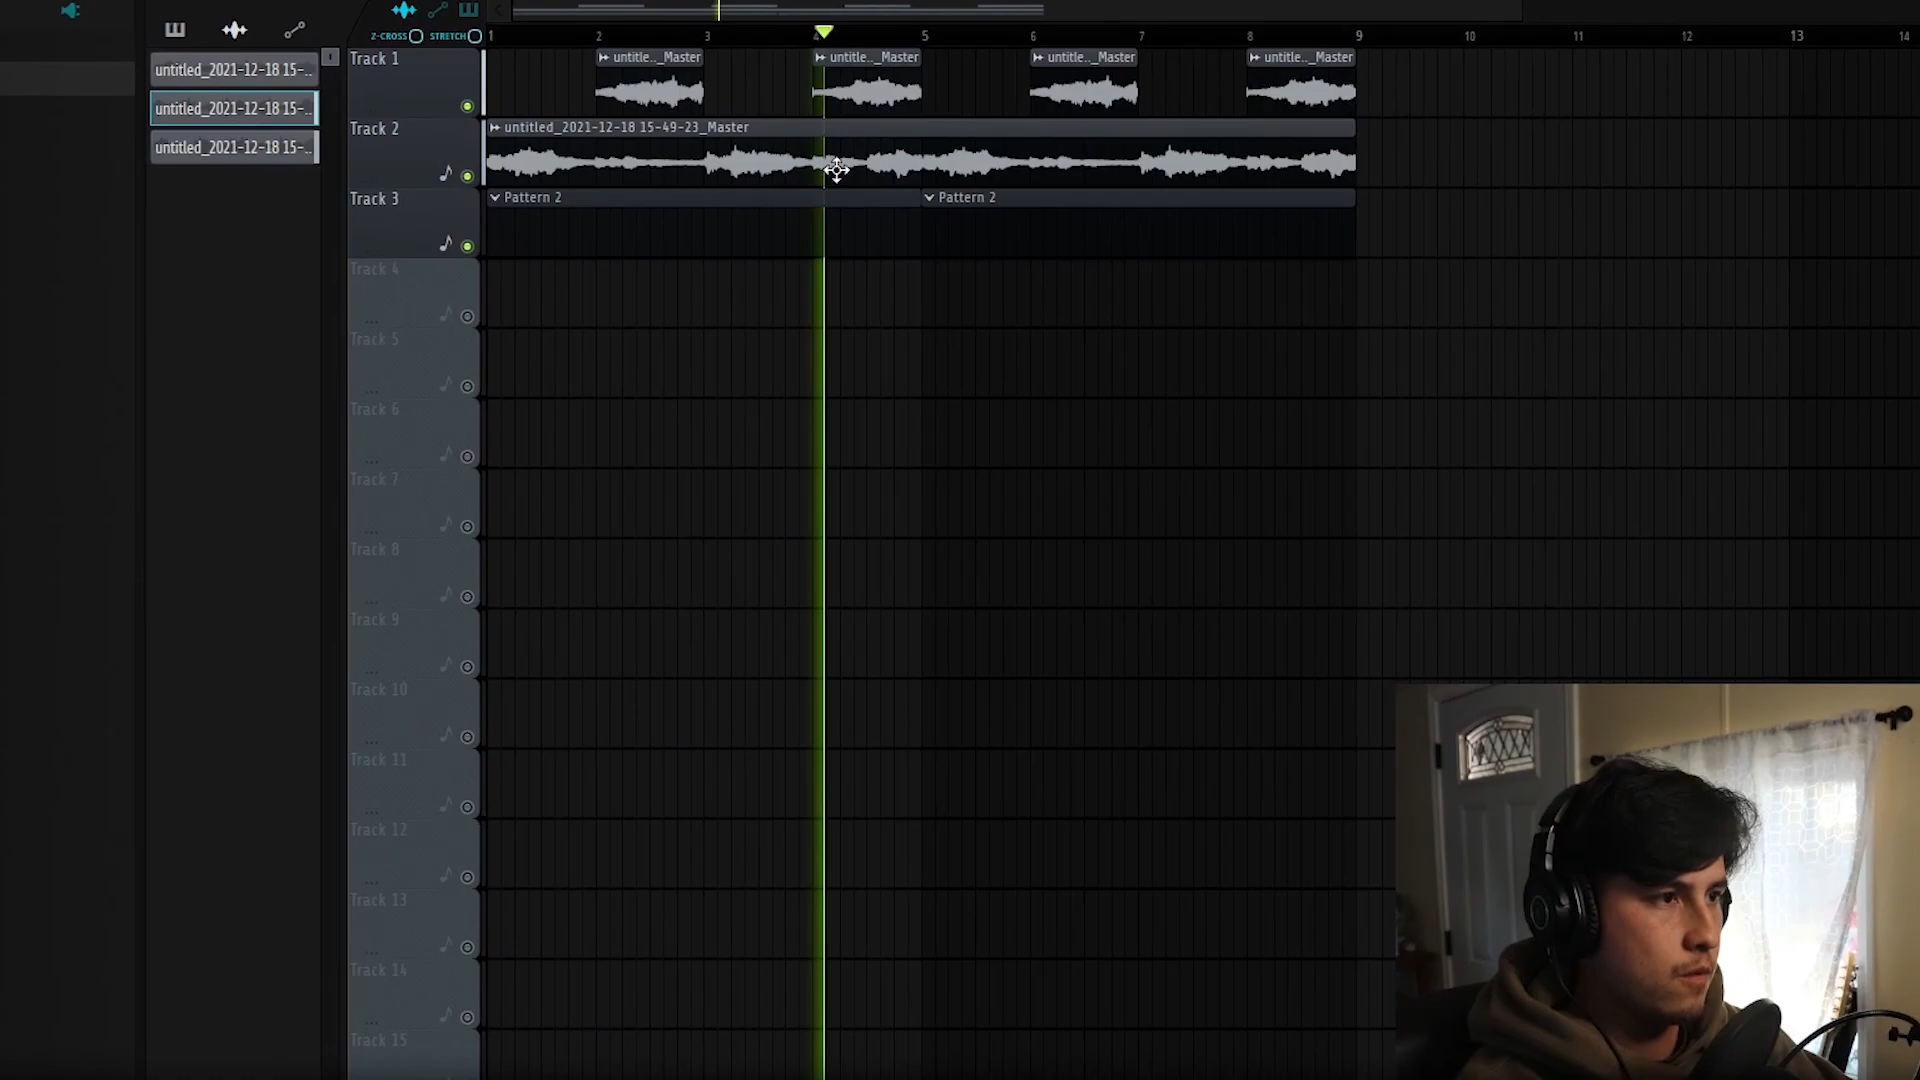 Z-CROSS STRETCH 1 2 3 4 5 6 7 8 9 10 11 12 13 14
untitled_2021-12-18 15-..
untitled_2021-12-18 15-..
untitled_2021-12-18 15-..
Track 1
untitle.._Master untitle.._Master untitle.._Master untitle.._Master
Track 2
untitled_2021-12-18 15-49-23_Master
Track 3
Pattern 2 Pattern 2
Track 4
Track 5
Track 6
Track 7
Track 8
Track 9
Track 10
Track 11
Track 12
Track 13
Track 14
Track 15